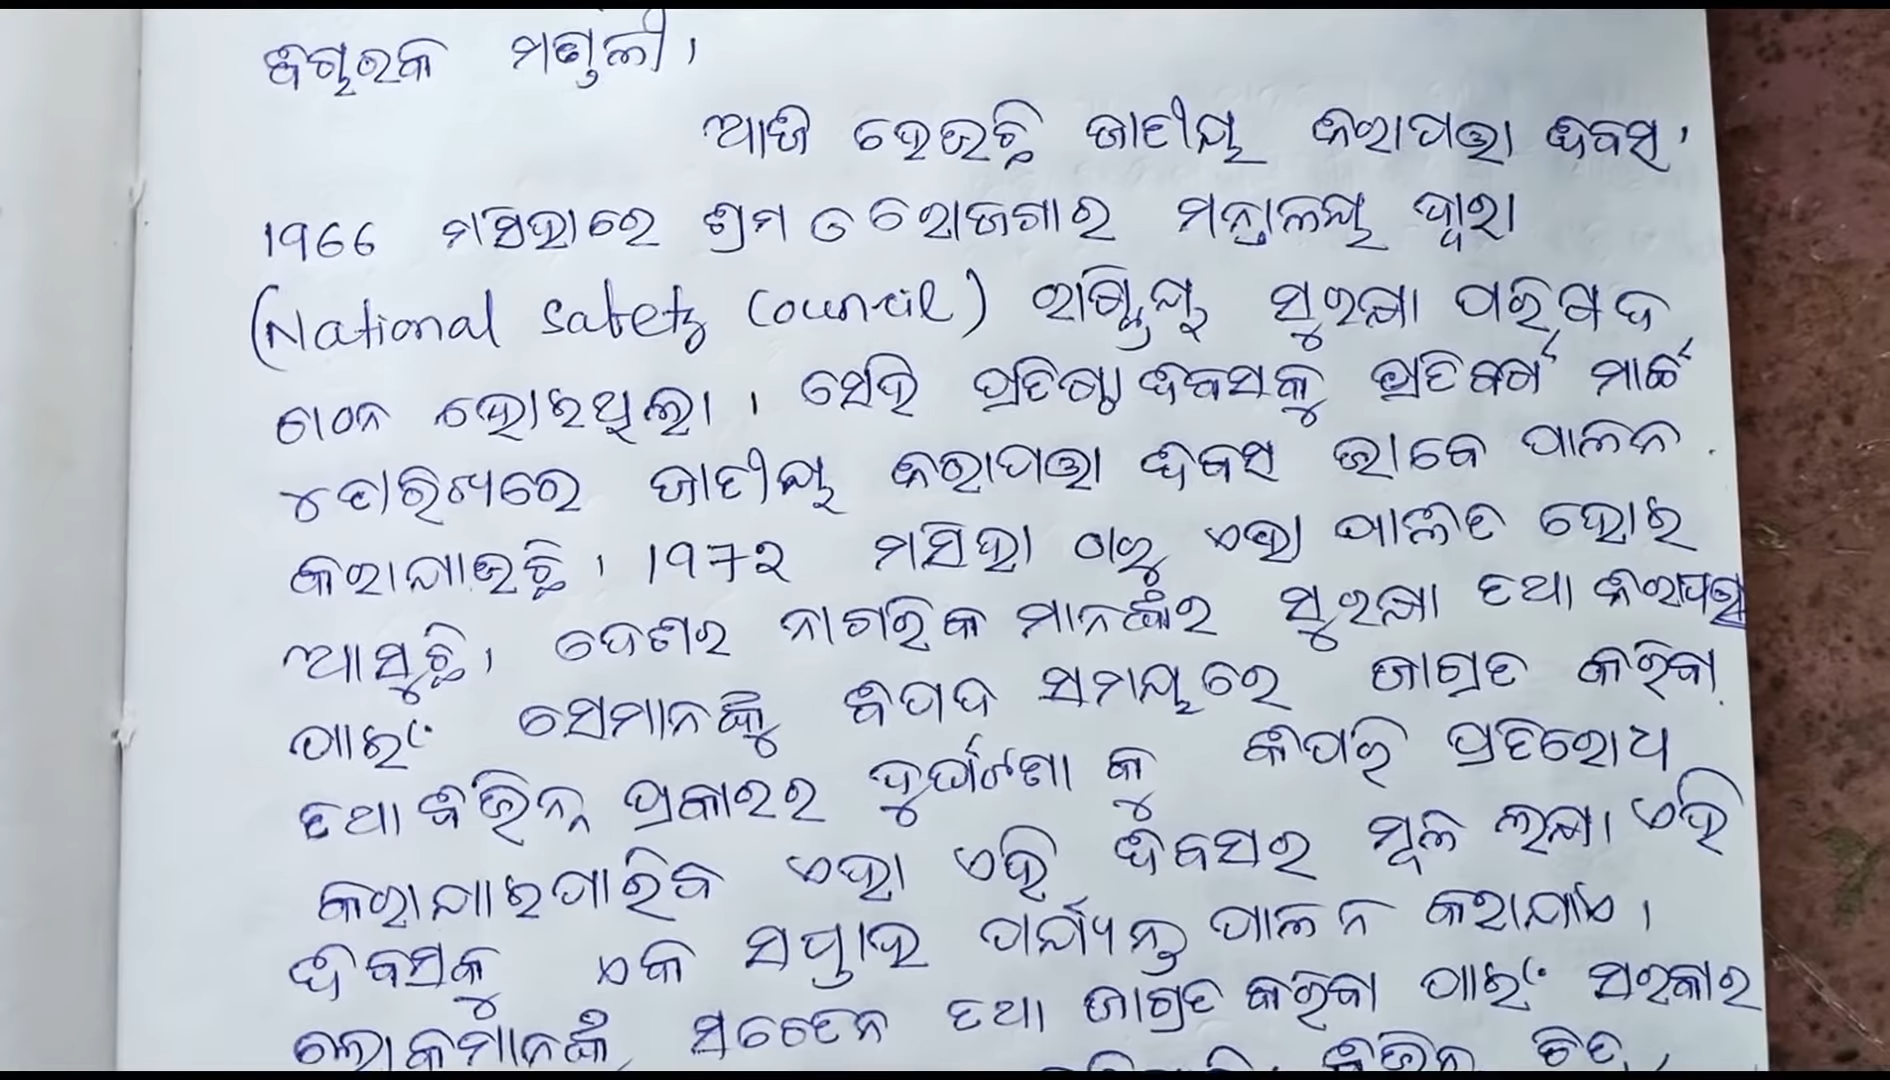 ବିଚାରକ ମଣ୍ଡଳୀ ।
ଆଜି ହେଉଛି ଜାତୀୟ ନିରାପତ୍ତା ଦିବସ ।
1966 ମସିହାରେ ଶ୍ରମ ଓ ରୋଜଗାର ମନ୍ତ୍ରାଳୟ ଦ୍ୱାରା
(National Safety Council) ରାଷ୍ଟ୍ରିୟ ସୁରକ୍ଷା ପରିଷଦ
ଗଠନ ହୋଇଥିଲା । ସେହି ପ୍ରତିଷ୍ଠା ଦିବସକୁ ପ୍ରତିବର୍ଷ ମାର୍ଚ୍ଚ
୪ତାରିଖରେ ଜାତୀୟ ନିରାପତ୍ତା ଦିବସ ଭାବେ ପାଳନ
କରାଯାଉଛି । 1972 ମସିହା ଠାରୁ ଏହା ପାଳିତ ହୋଇ
ଆସୁଛି । ଦେଶର ନାଗରିକ ମାନଙ୍କର ସୁରକ୍ଷା ତଥା ନିରାପତ୍ତା
ପାଇଁ ସେମାନଙ୍କୁ ବିପଦ ସମୟରେ ଜାଗ୍ରତ କରିବା
ତଥା ବିଭିନ୍ନ ପ୍ରକାରର ଦୁର୍ଘଟଣା କୁ କିପରି ପ୍ରତିରୋଧ
କରାଯାଇପାରିବ ଏହା ଏହି ଦିବସର ମୂଳ ଲକ୍ଷ୍ୟ । ଏହି
ଦିବସକୁ ଏକ ସପ୍ତାହ ପର୍ଯ୍ୟନ୍ତ ପାଳନ କରାଯାଏ ।
ଲୋକମାନଙ୍କୁ ସଚେତନ ତଥା ଜାଗ୍ରତ କରିବା ପାଇଁ ସରକାର